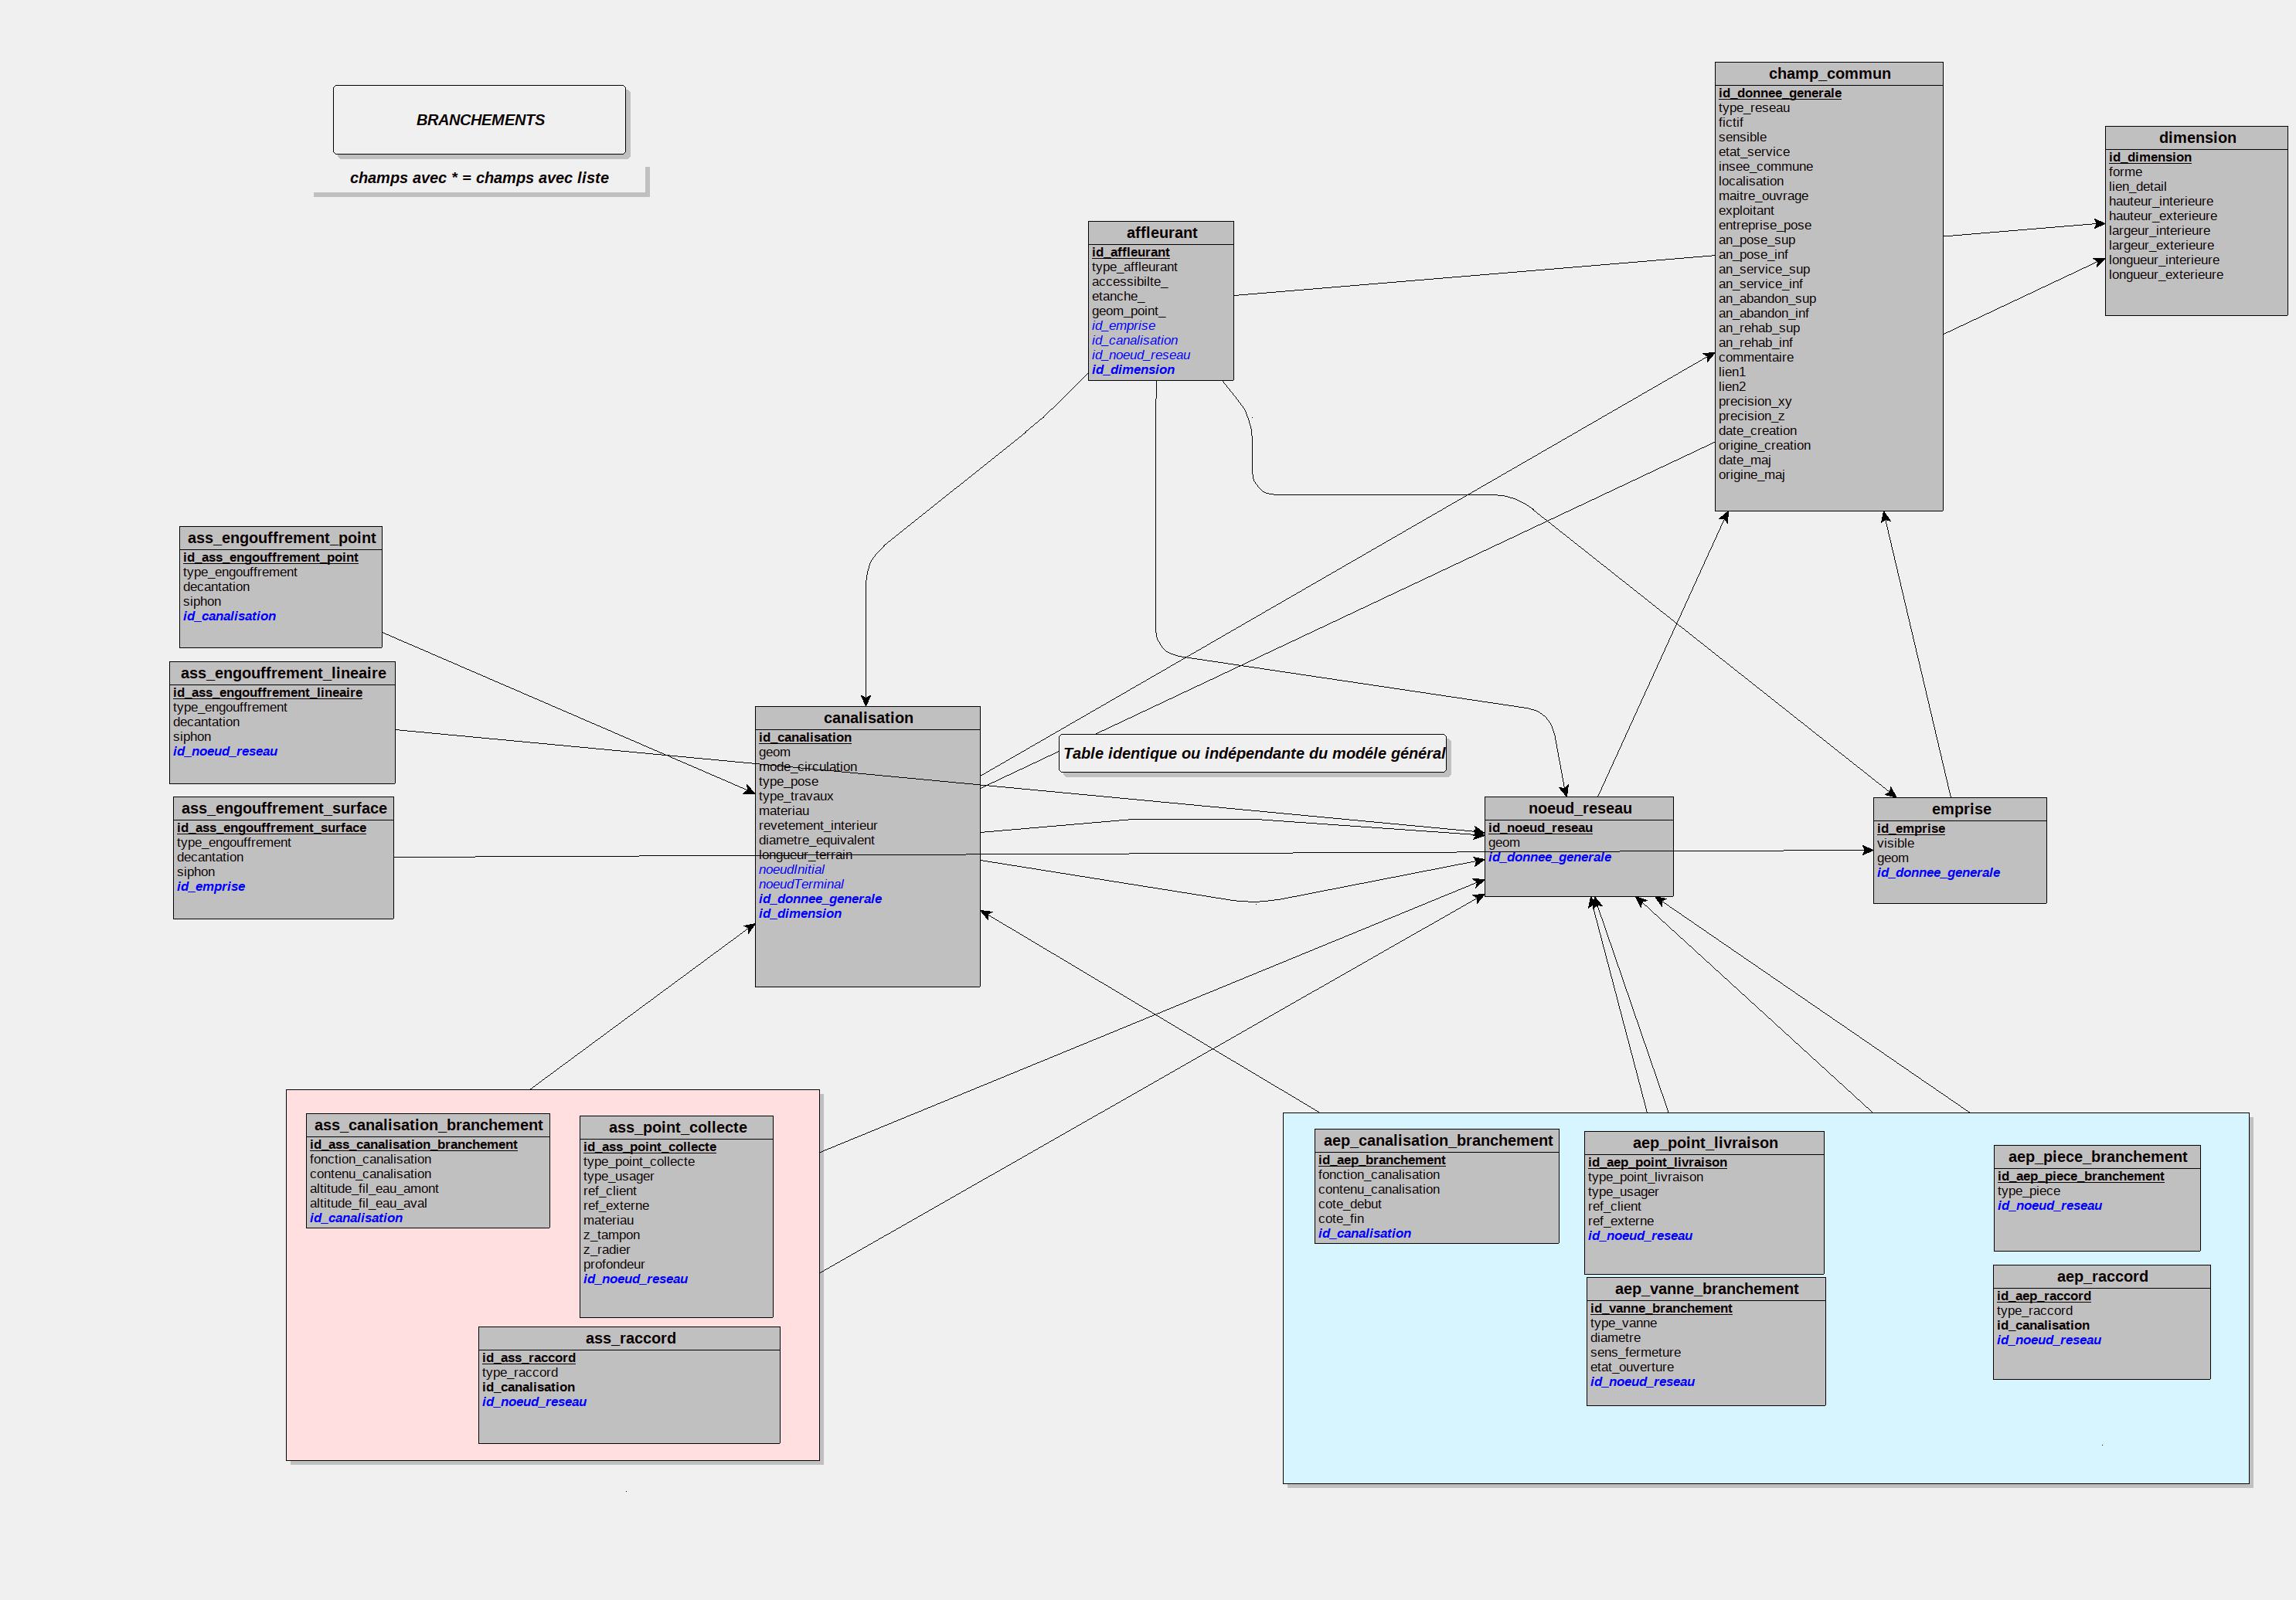 BRANCHEMENTS
champs avec * = champs avec liste
champ_commun
id_donnee_generale
type_reseau
fictif
sensible
etat_service
insee_commune
localisation
maitre_ouvrage
exploitant
entreprise_pose
an_pose_sup
an_pose_inf
an_service_sup
an_service_inf
an_abandon_sup
an_abandon_inf
an_rehab_sup
an_rehab_inf
commentaire
lien1
lien2
precision_xy
precision_z
date_creation
origine_creation
date_maj
origine_maj
dimension
id_dimension
forme
lien_detail
hauteur_interieure
hauteur_exterieure
largeur_interieure
largeur_exterieure
longueur_interieure
longueur_exterieure
affleurant
id_affleurant
type_affleurant
accessibilte_
etanche_
geom_point_
id_emprise
id_canalisation
id_noeud_reseau
id_dimension
ass_engouffrement_point
id_ass_engouffrement_point
type_engouffrement
decantation
siphon
id_canalisation
ass_engouffrement_lineaire
id_ass_engouffrement_lineaire
type_engouffrement
decantation
siphon
id_noeud_reseau
ass_engouffrement_surface
id_ass_engouffrement_surface
type_engouffrement
decantation
siphon
id_emprise
canalisation
id_canalisation
geom
mode_circulation
type_pose
type_travaux
materiau
revetement_interieur
diametre_equivalent
longueur_terrain
noeudInitial
noeudTerminal
id_donnee_generale
id_dimension
Table identique ou indépendante du modéle général
noeud_reseau
id_noeud_reseau
geom
id_donnee_generale
emprise
id_emprise
visible
geom
id_donnee_generale
ass_canalisation_branchement
id_ass_canalisation_branchement
fonction_canalisation
contenu_canalisation
altitude_fil_eau_amont
altitude_fil_eau_aval
id_canalisation
ass_point_collecte
id_ass_point_collecte
type_point_collecte
type_usager
ref_client
ref_externe
materiau
z_tampon
z_radier
profondeur
id_noeud_reseau
ass_raccord
id_ass_raccord
type_raccord
id_canalisation
id_noeud_reseau
aep_canalisation_branchement
id_aep_branchement
fonction_canalisation
contenu_canalisation
cote_debut
cote_fin
id_canalisation
aep_point_livraison
id_aep_point_livraison
type_point_livraison
type_usager
ref_client
ref_externe
id_noeud_reseau
aep_vanne_branchement
id_vanne_branchement
type_vanne
diametre
sens_fermeture
etat_ouverture
id_noeud_reseau
aep_piece_branchement
id_aep_piece_branchement
type_piece
id_noeud_reseau
aep_raccord
id_aep_raccord
type_raccord
id_canalisation
id_noeud_reseau